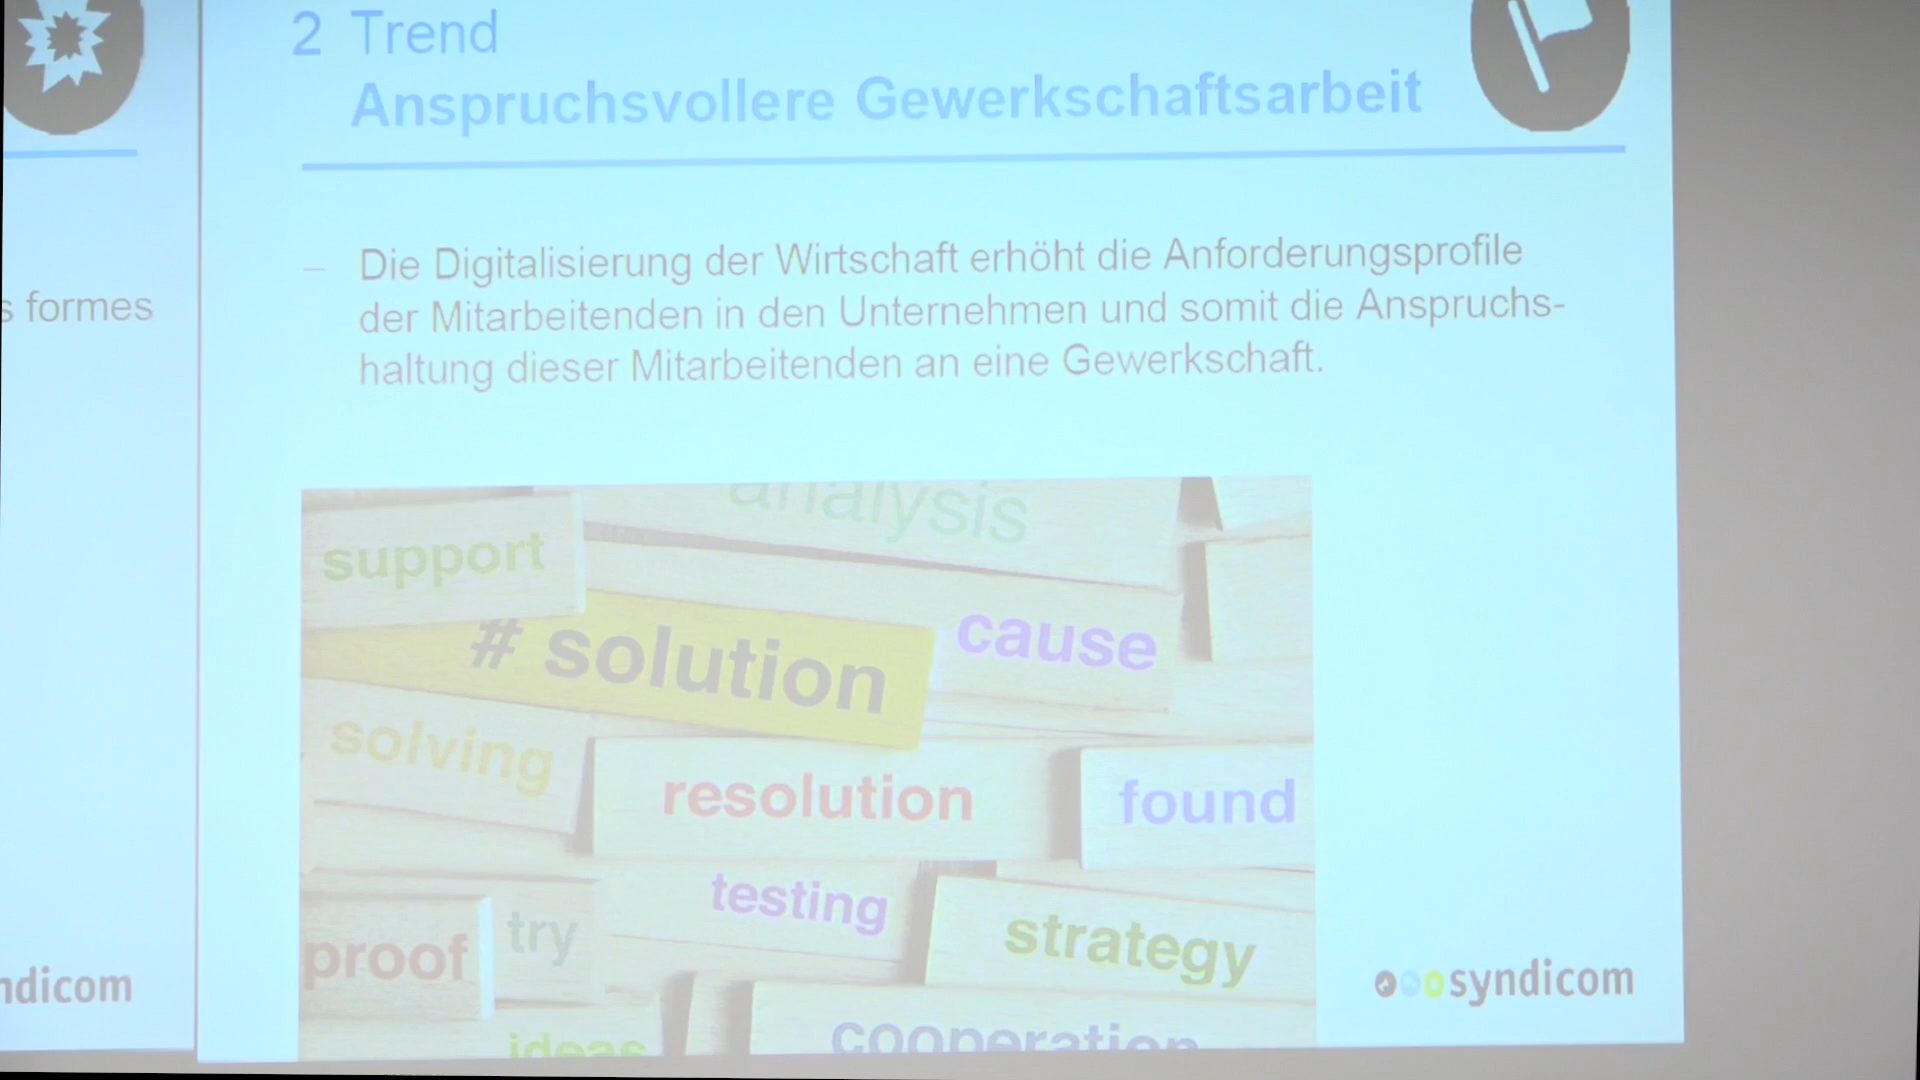 2 Trend
Anspruchsvollere Gewerkschaftsarbeit
– Die Digitalisierung der Wirtschaft erhöht die Anforderungsprofile
der Mitarbeitenden in den Unternehmen und somit die Anspruchs-
haltung dieser Mitarbeitenden an eine Gewerkschaft.
analysis
support
# solution
cause
solving
resolution
found
testing
try
proof
strategy
ideas
cooperation
syndicom
s formes
ndicom